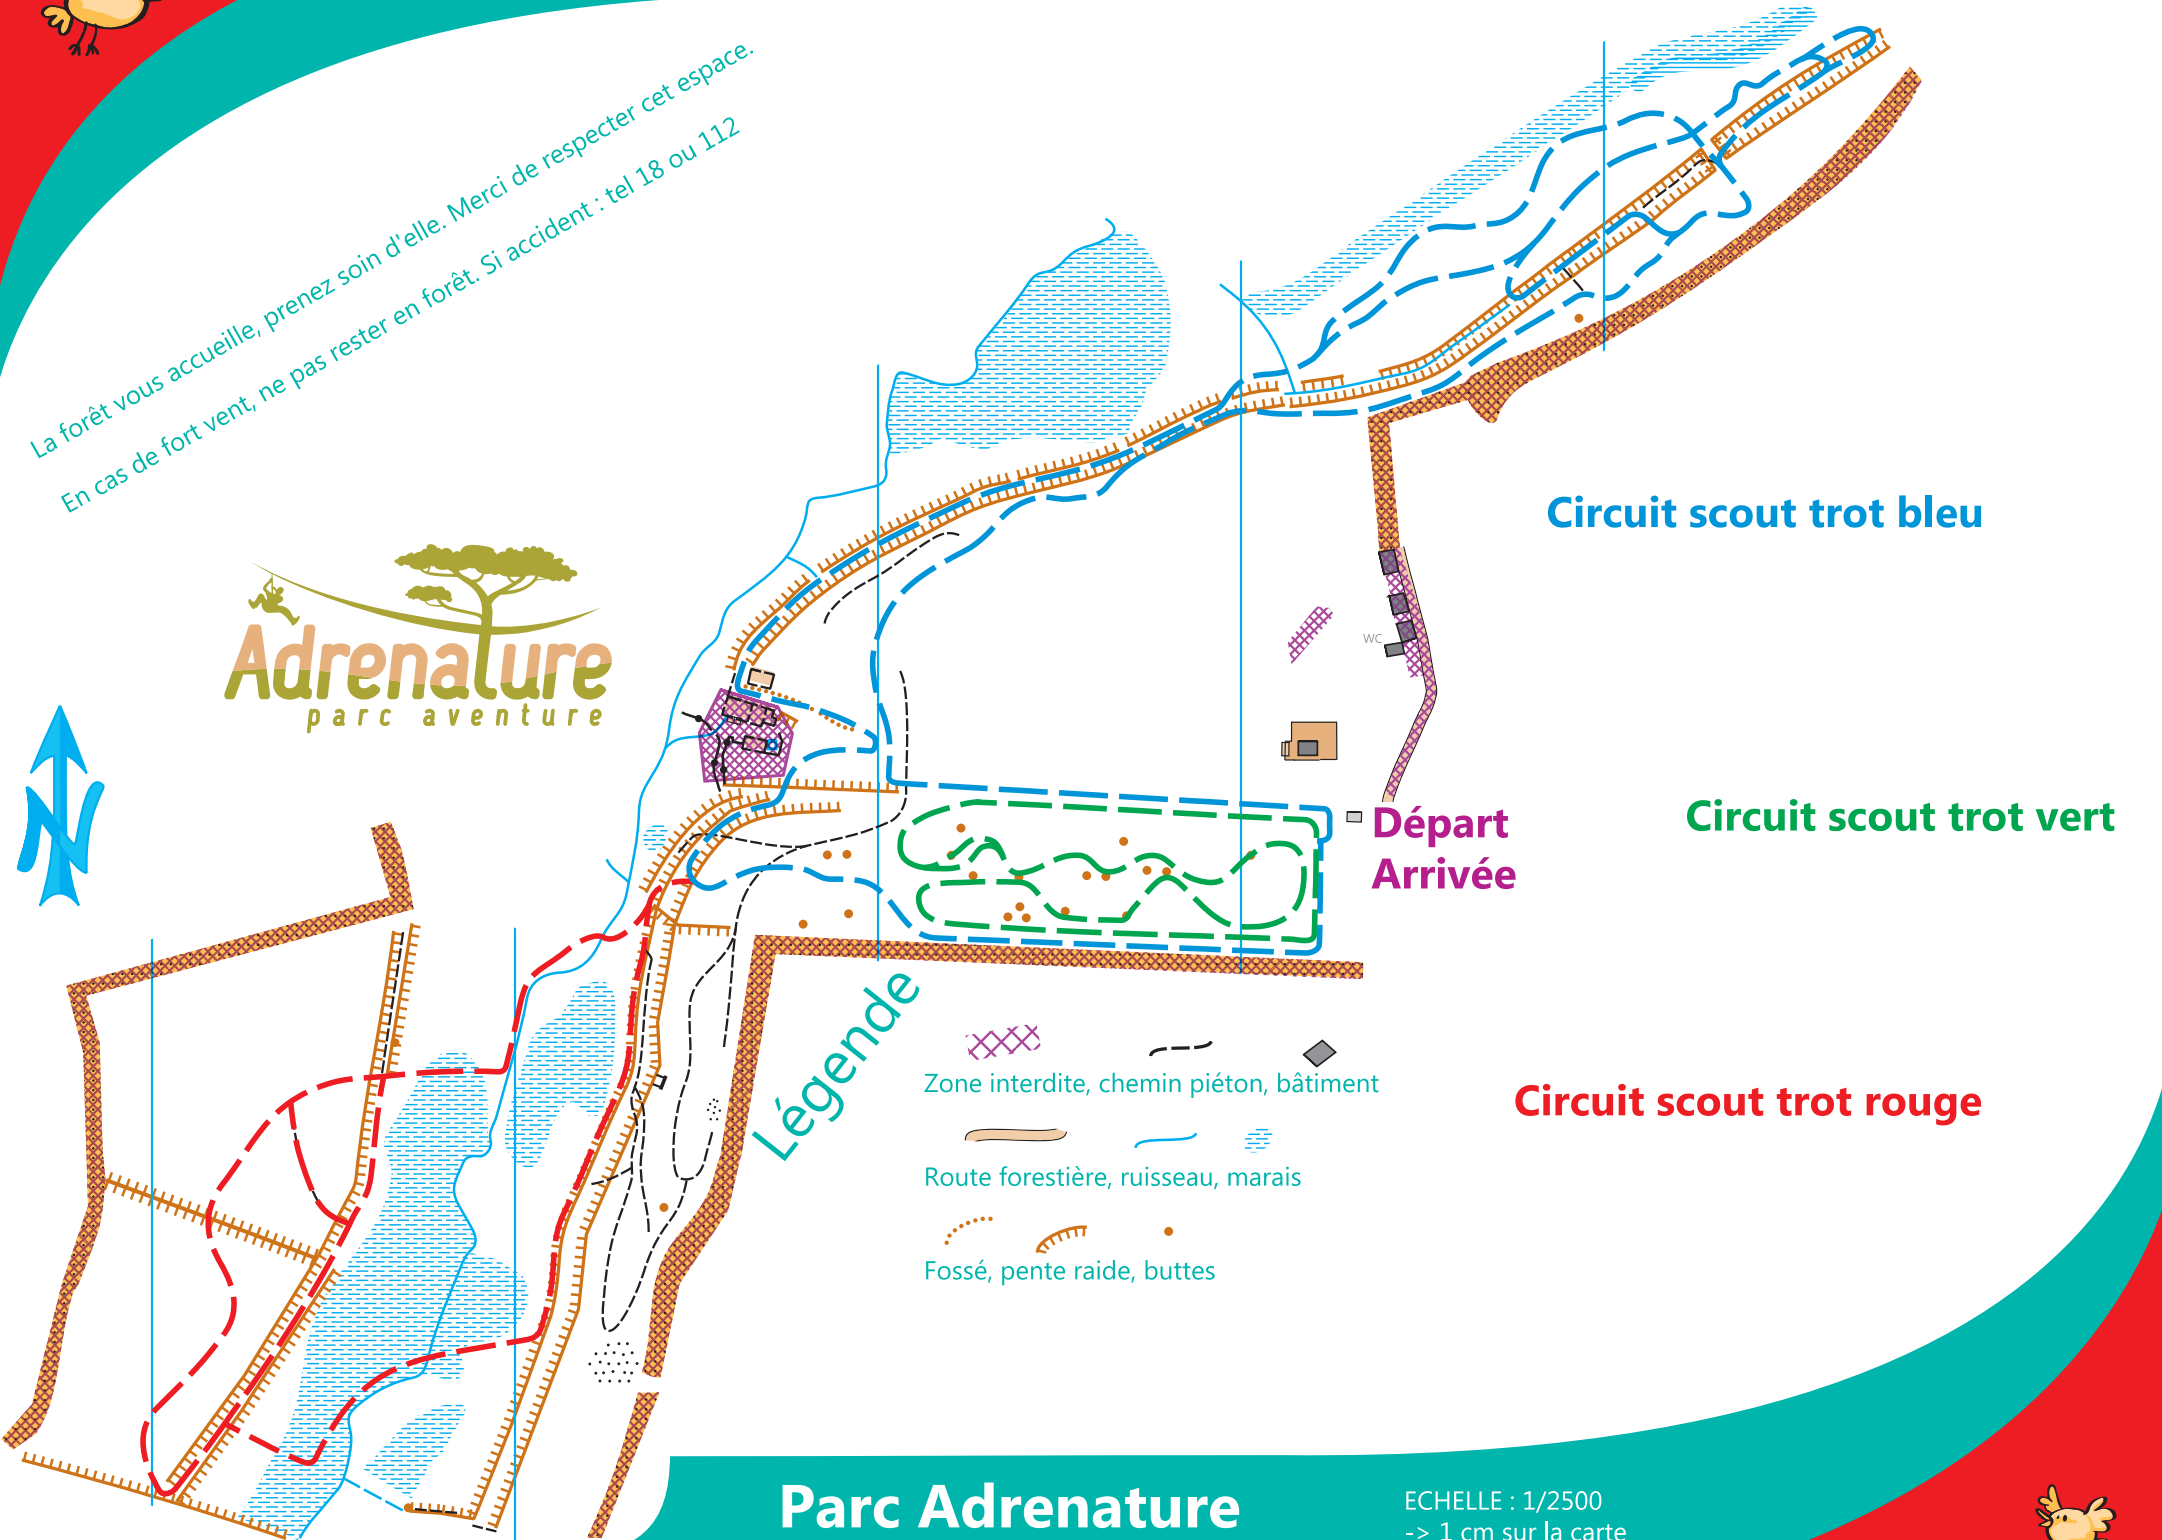 La forêt vous accueille, prenez soin d'elle. Merci de respecter cet espace.
En cas de fort vent, ne pas rester en forêt. Si accident : tel 18 ou 112
Adrenature
parc aventure
N
Circuit scout trot bleu
WC
Départ
Arrivée
Circuit scout trot vert
Légende
Zone interdite, chemin piéton, bâtiment
Route forestière, ruisseau, marais
Fossé, pente raide, buttes
Circuit scout trot rouge
Parc Adrenature
ECHELLE : 1/2500
-> 1 cm sur la carte